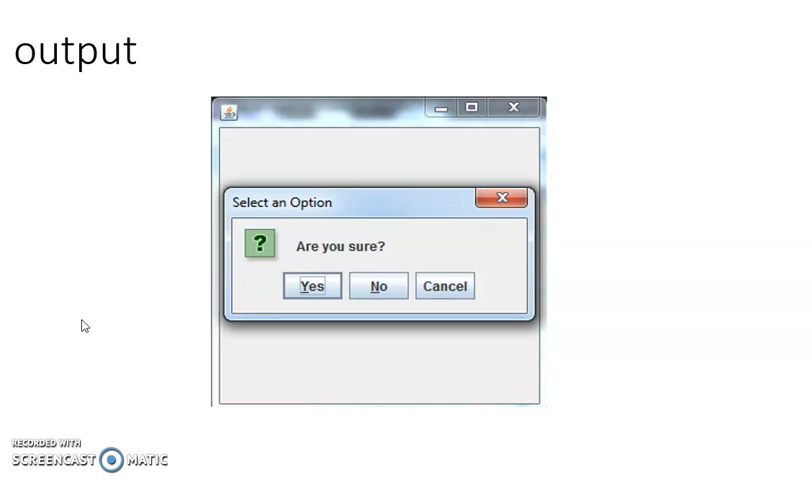 output
Select an Option
Are you sure?
Yes No Cancel
RECORDED WITH
SCREENCAST MATIC